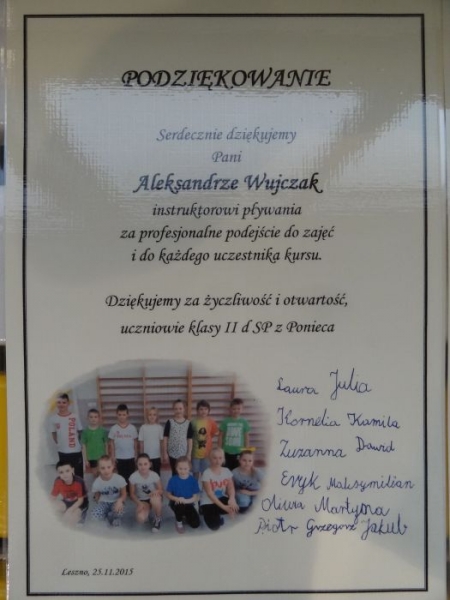 PODZIĘKOWANIE
Serdecznie dziękujemy
Pani
Aleksandrze Wujczak
instruktorowi pływania
za profesjonalne podejście do zajęć
i do każdego uczestnika kursu.
Dziękujemy za życzliwość i otwartość,
uczniowie klasy II d SP z Ponieca
Laura Julia
Kornelia Kamila
Zuzanna Dawid
Eryk Maksymilian
Oliwia Martyna
Piotr Grzegorz Jakub
POLAND
Leszno, 25.11.2015